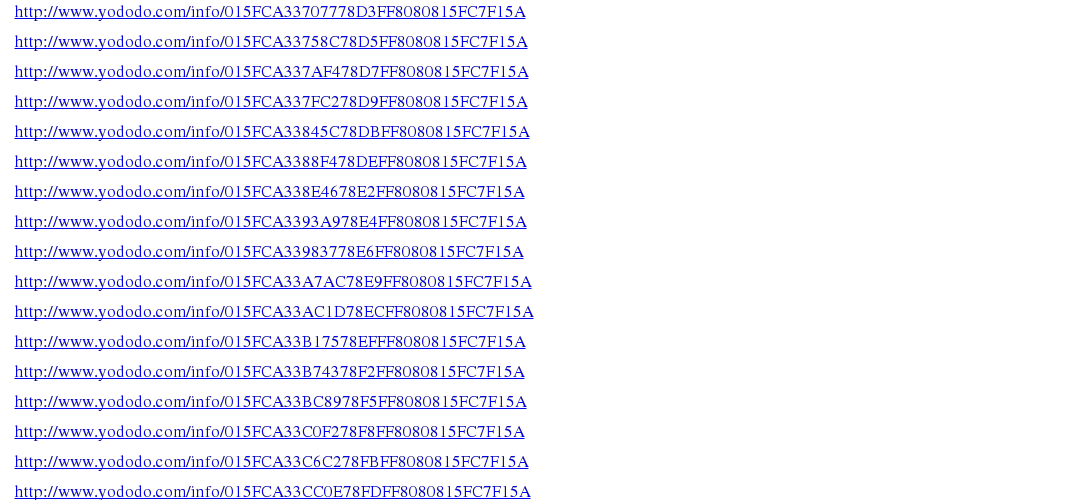 http://www.yododo.com/info/015FCA33707778D3FF8080815FC7F15A
http://www.yododo.com/info/015FCA33758C78D5FF8080815FC7F15A
http://www.yododo.com/info/015FCA337AF478D7FF8080815FC7F15A
http://www.yododo.com/info/015FCA337FC278D9FF8080815FC7F15A
http://www.yododo.com/info/015FCA33845C78DBFF8080815FC7F15A
http://www.yododo.com/info/015FCA3388F478DEFF8080815FC7F15A
http://www.yododo.com/info/015FCA338E4678E2FF8080815FC7F15A
http://www.yododo.com/info/015FCA3393A978E4FF8080815FC7F15A
http://www.yododo.com/info/015FCA33983778E6FF8080815FC7F15A
http://www.yododo.com/info/015FCA33A7AC78E9FF8080815FC7F15A
http://www.yododo.com/info/015FCA33AC1D78ECFF8080815FC7F15A
http://www.yododo.com/info/015FCA33B17578EFFF8080815FC7F15A
http://www.yododo.com/info/015FCA33B74378F2FF8080815FC7F15A
http://www.yododo.com/info/015FCA33BC8978F5FF8080815FC7F15A
http://www.yododo.com/info/015FCA33C0F278F8FF8080815FC7F15A
http://www.yododo.com/info/015FCA33C6C278FBFF8080815FC7F15A
http://www.yododo.com/info/015FCA33CC0E78FDFF8080815FC7F15A